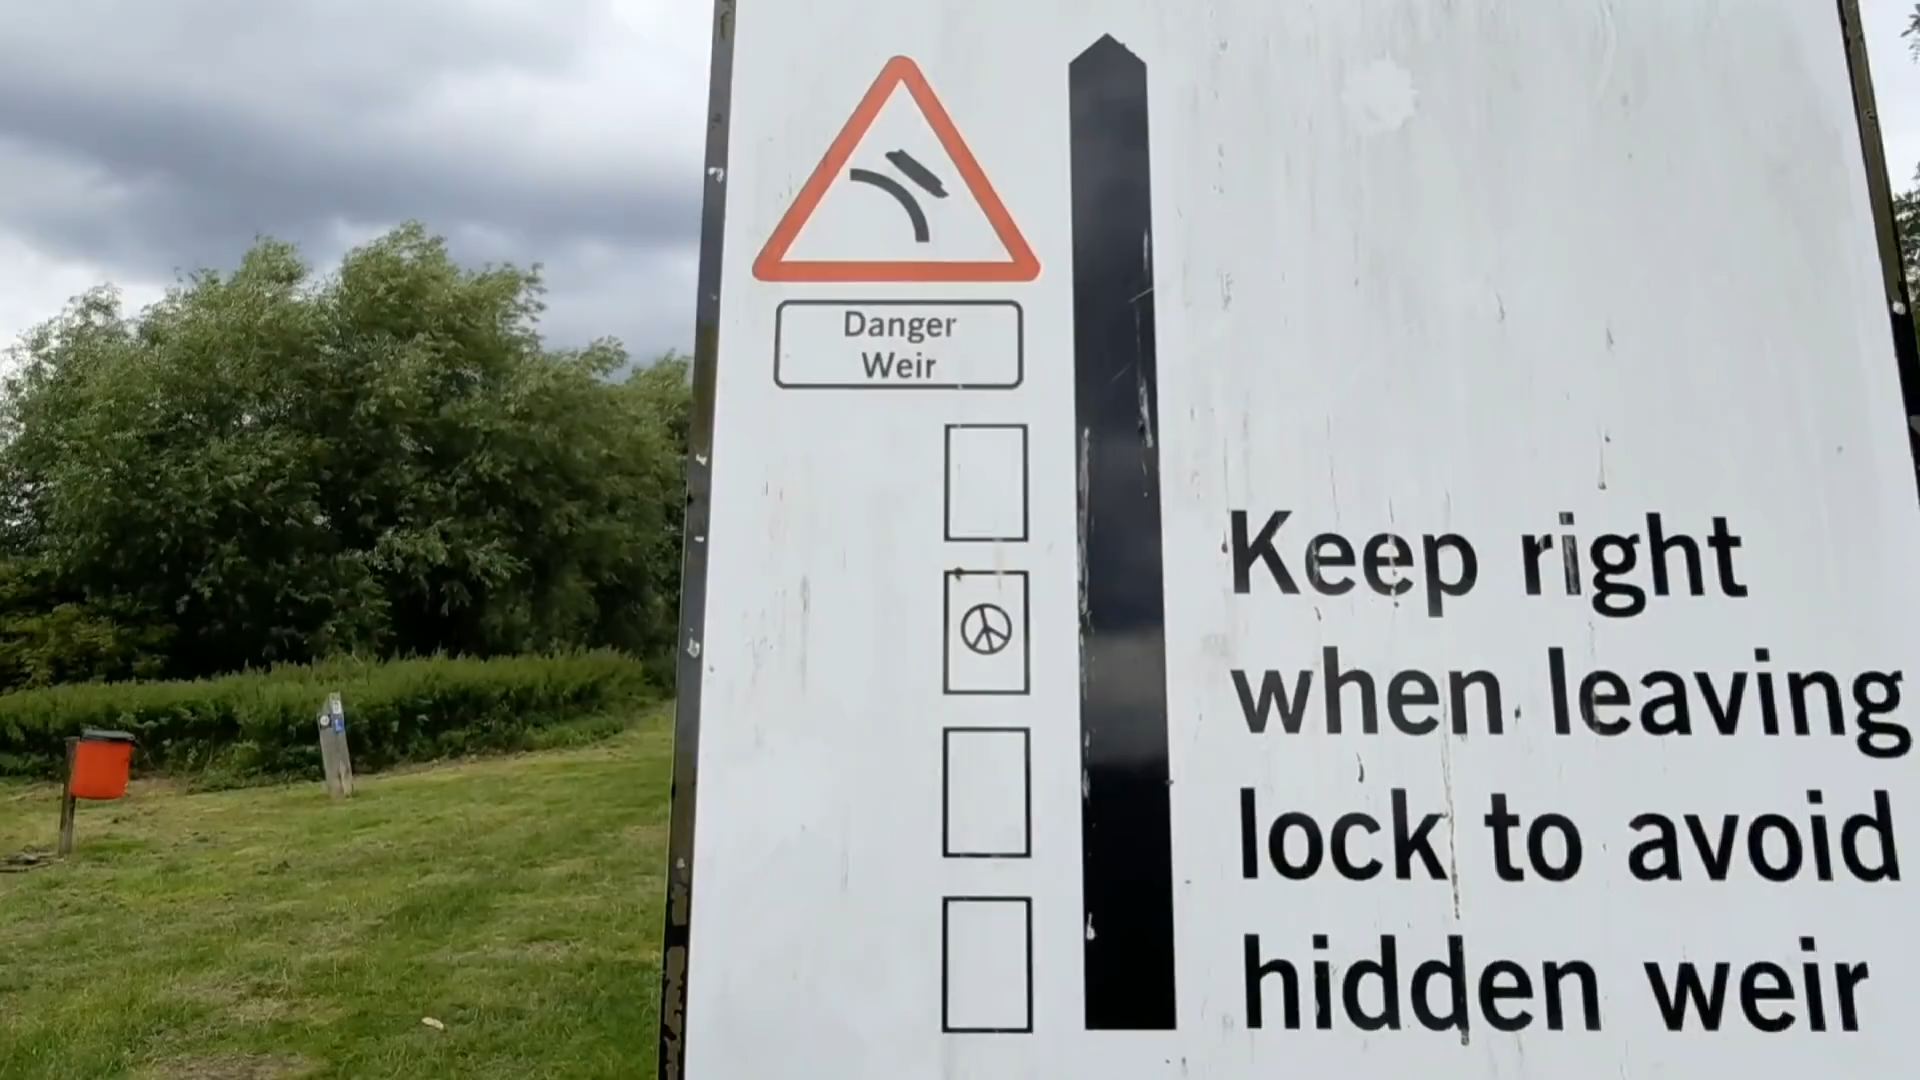 Danger
Weir
Keep right
when leaving
lock to avoid
hidden weir